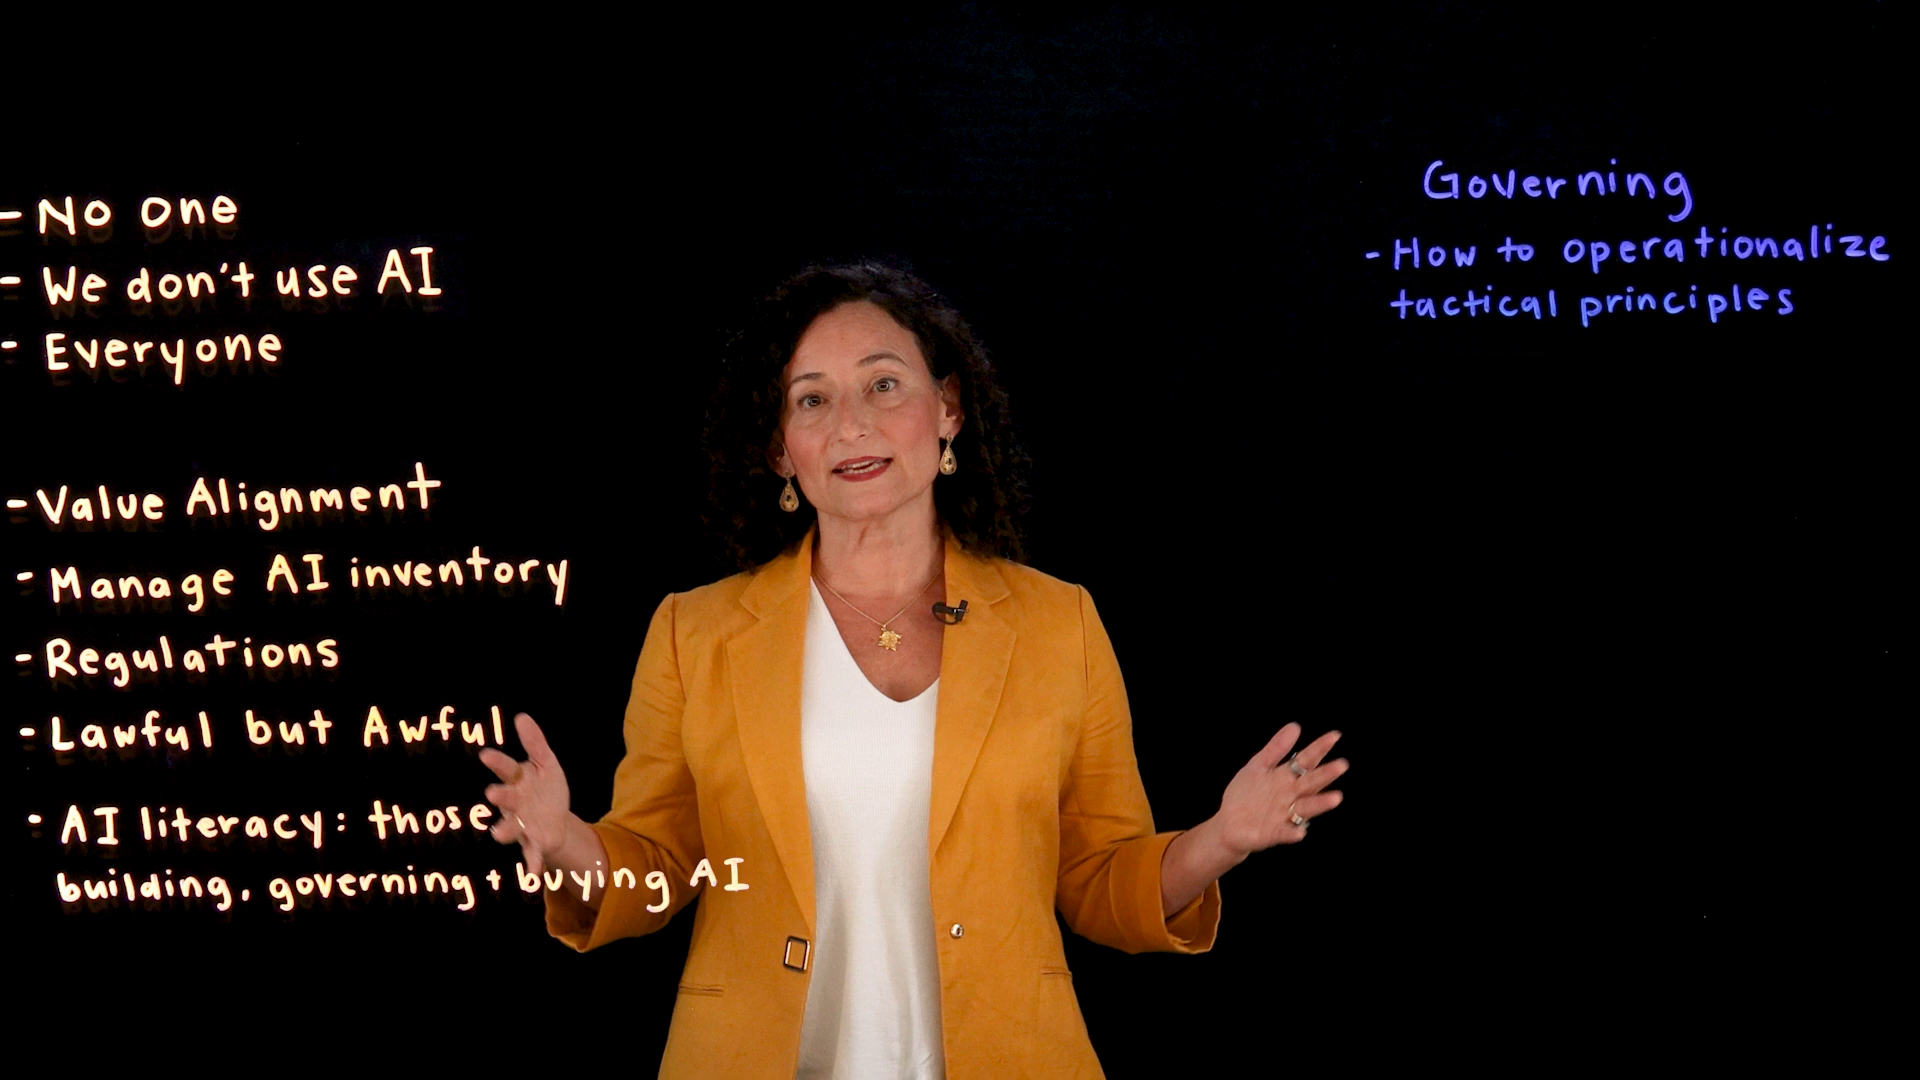 - No one
- We don't use AI
- Everyone
- Value Alignment
- Manage AI inventory
- Regulations
- Lawful but Awful
- AI literacy: those
building, governing + buying AI
Governing
- How to operationalize
tactical principles